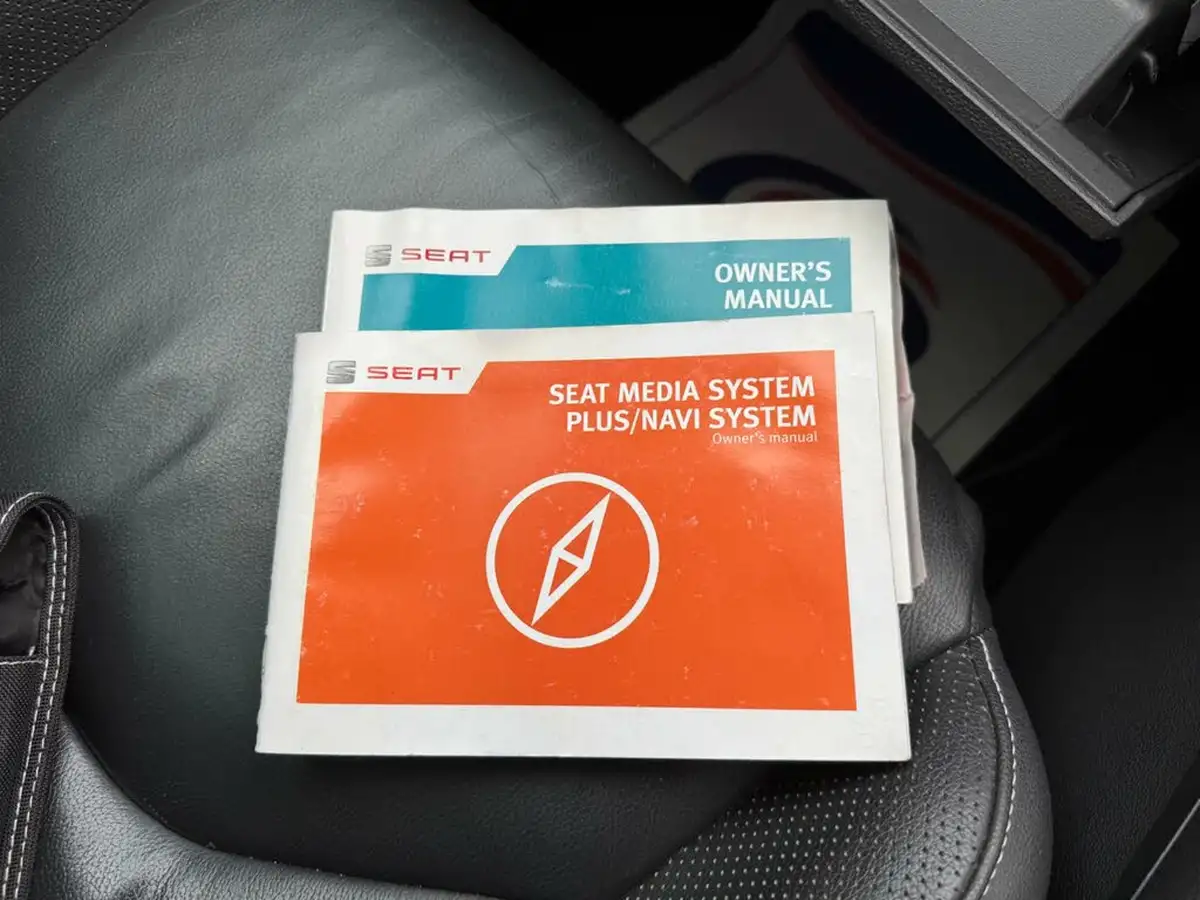 SEAT
OWNER'S
MANUAL
SEAT
SEAT MEDIA SYSTEM
PLUS/NAVI SYSTEM
Owner's manual